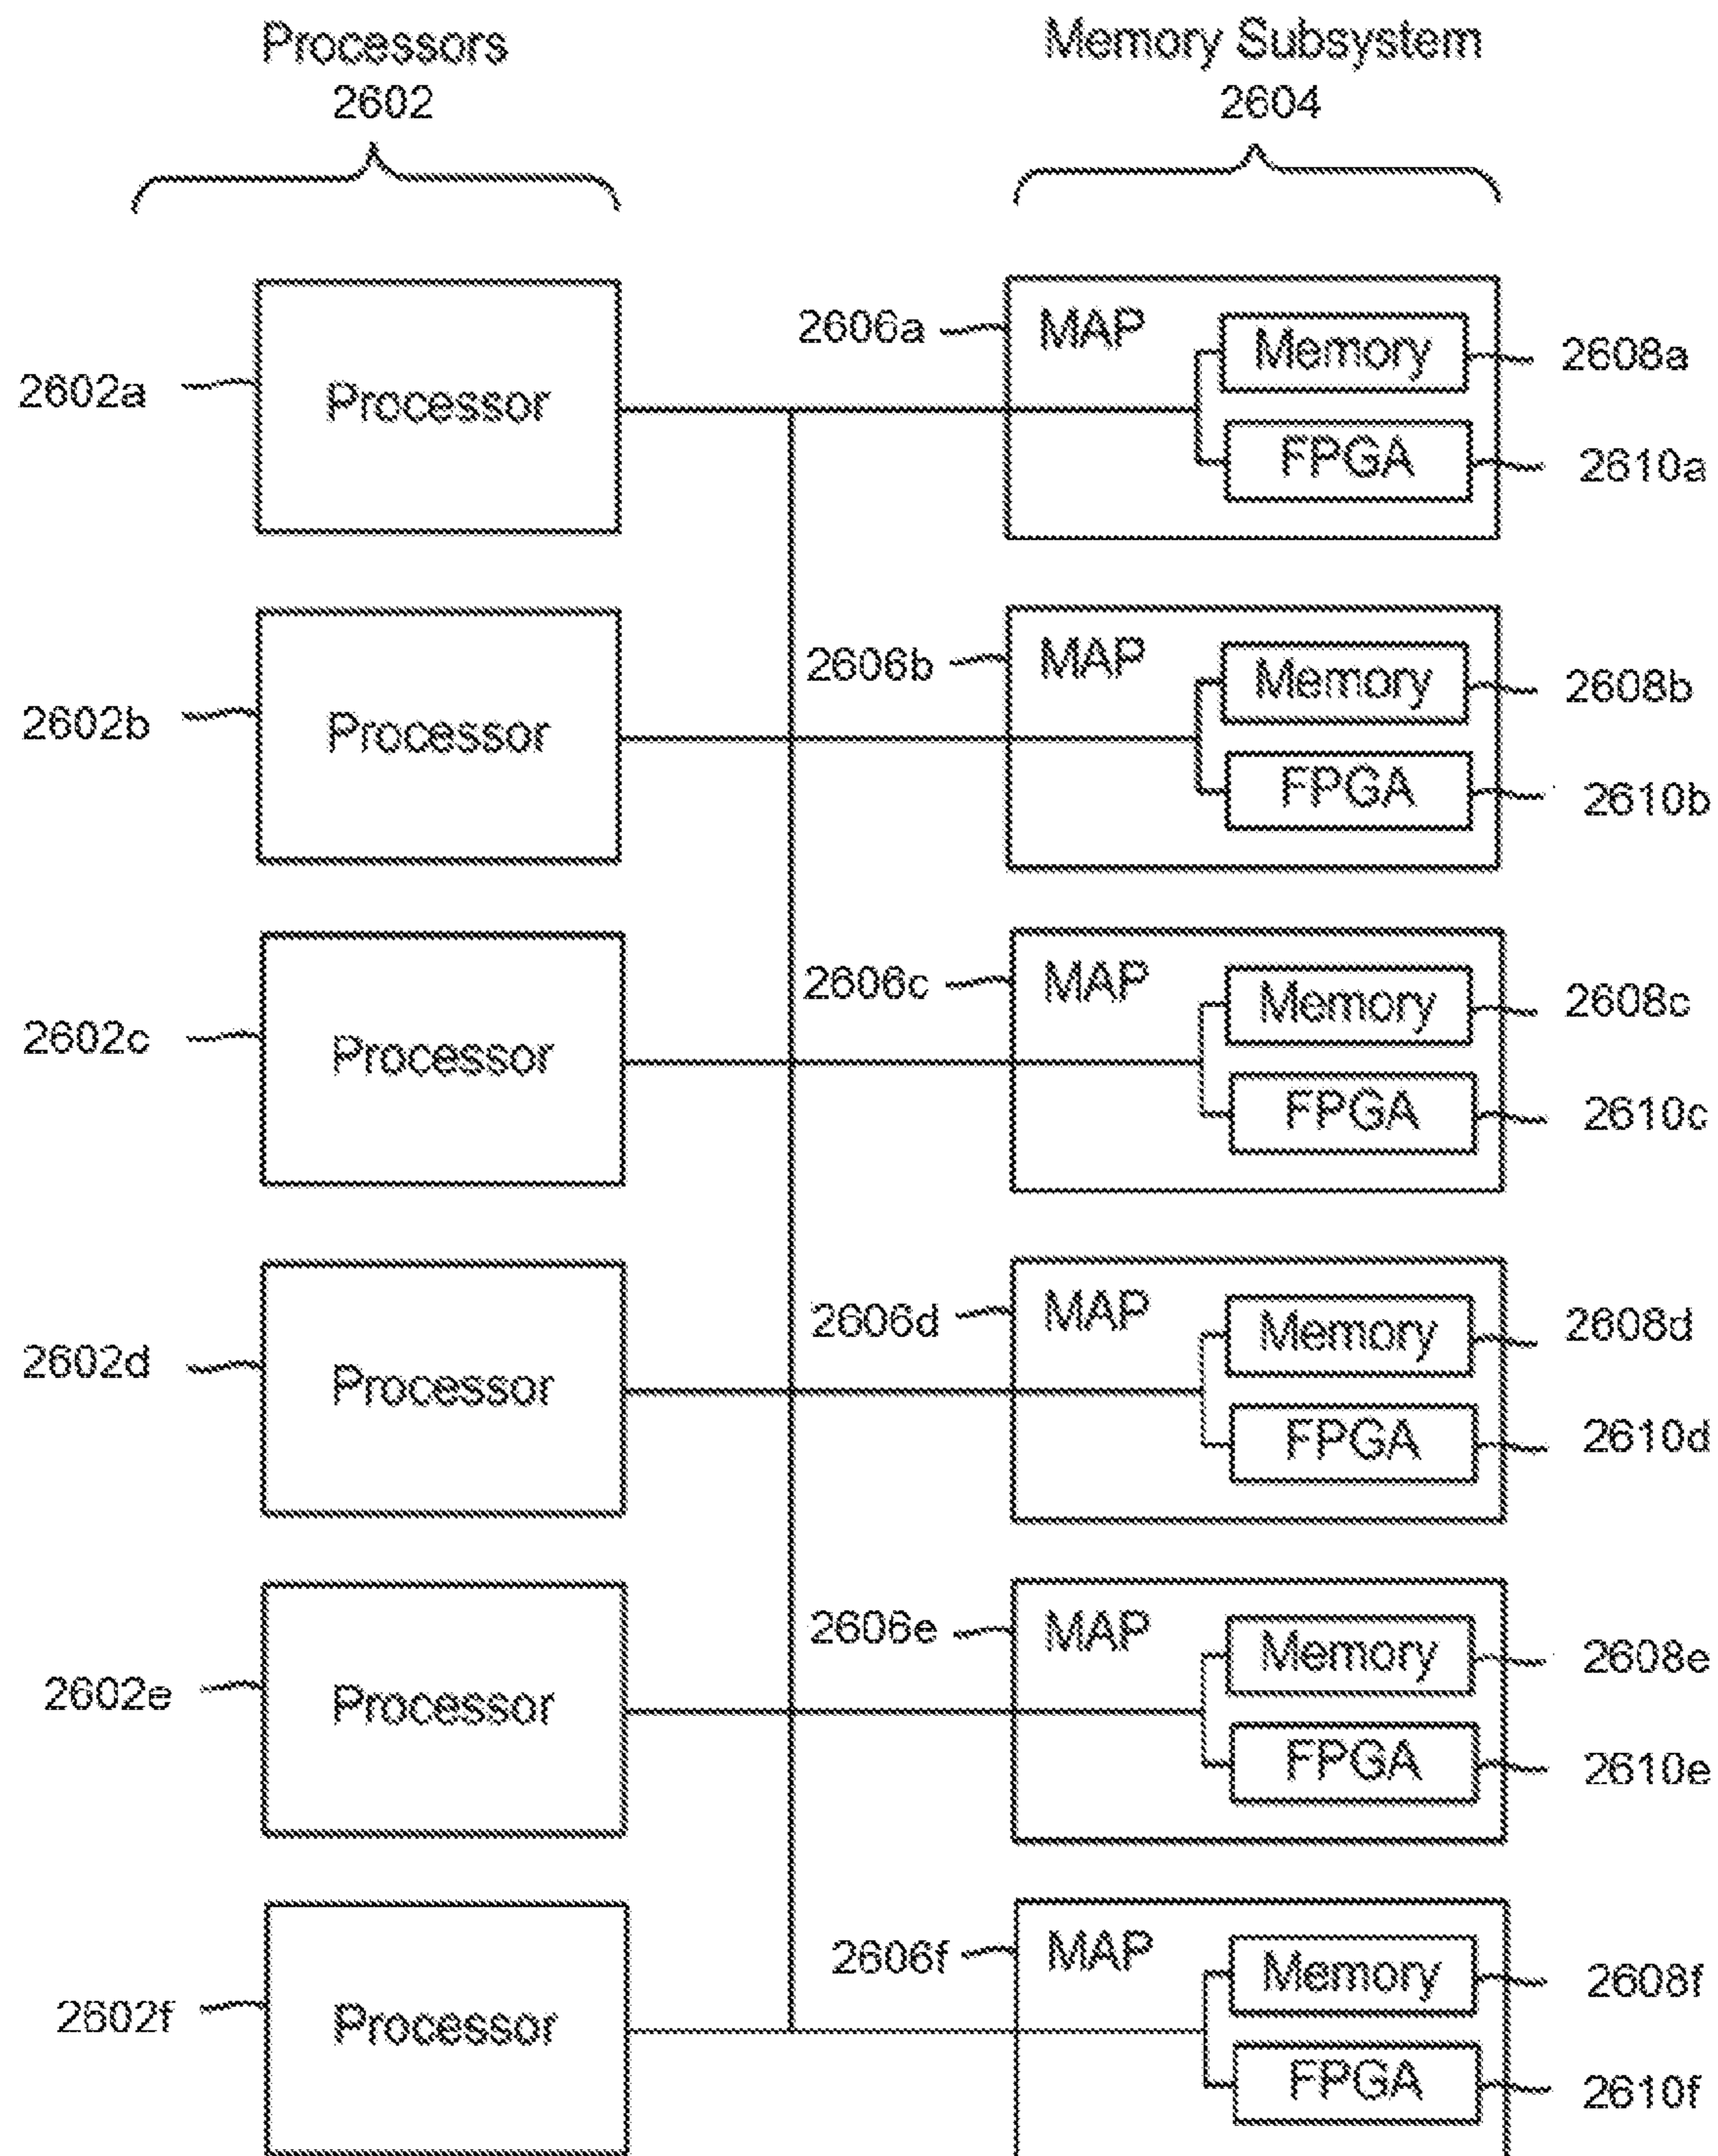 Processors
2602
Memory Subsystem
2604
2606a
MAP
Memory
2608a
2602a
Processor
FPGA
2610a
2606b
MAP
Memory
2608b
2602b
Processor
FPGA
2610b
2606c
MAP
Memory
2608c
2602c
Processor
FPGA
2610c
2606d
MAP
Memory
2608d
2602d
Processor
FPGA
2610d
2606e
MAP
Memory
2608e
2602e
Processor
FPGA
2610e
2606f
MAP
Memory
2608f
2602f
Processor
FPGA
2610f